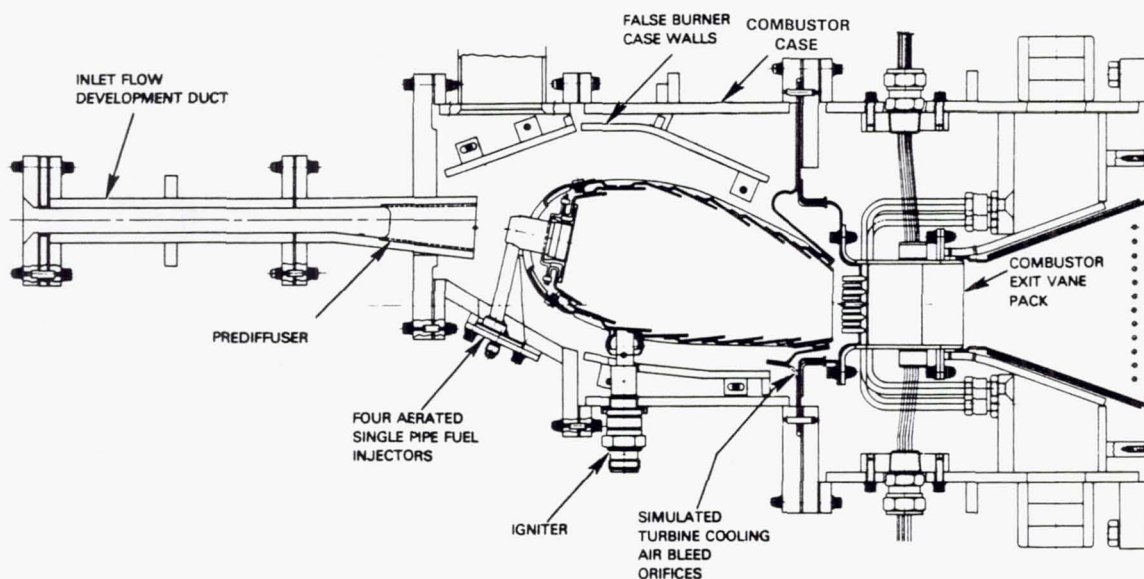 FALSE BURNER
CASE WALLS
COMBUSTOR
CASE
INLET FLOW
DEVELOPMENT DUCT
COMBUSTOR
EXIT VANE
PACK
PREDIFFUSER
FOUR AERATED
SINGLE PIPE FUEL
INJECTORS
IGNITER
SIMULATED
TURBINE COOLING
AIR BLEED
ORIFICES